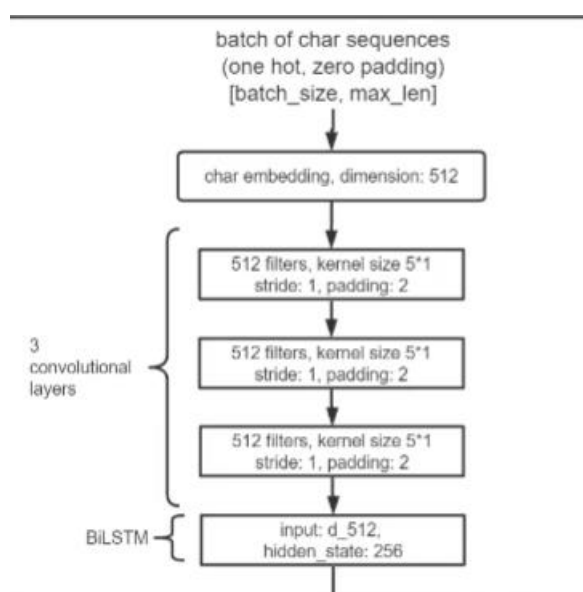 batch of char sequences
(one hot, zero padding)
[batch_size, max_len]
char embedding, dimension: 512
512 filters, kernel size 5*1
stride: 1, padding: 2
3
convolutional
layers
512 filters, kernel size 5*1
stride: 1, padding: 2
512 filters, kernel size 5*1
stride: 1, padding: 2
BiLSTM
input: d_512,
hidden_state: 256